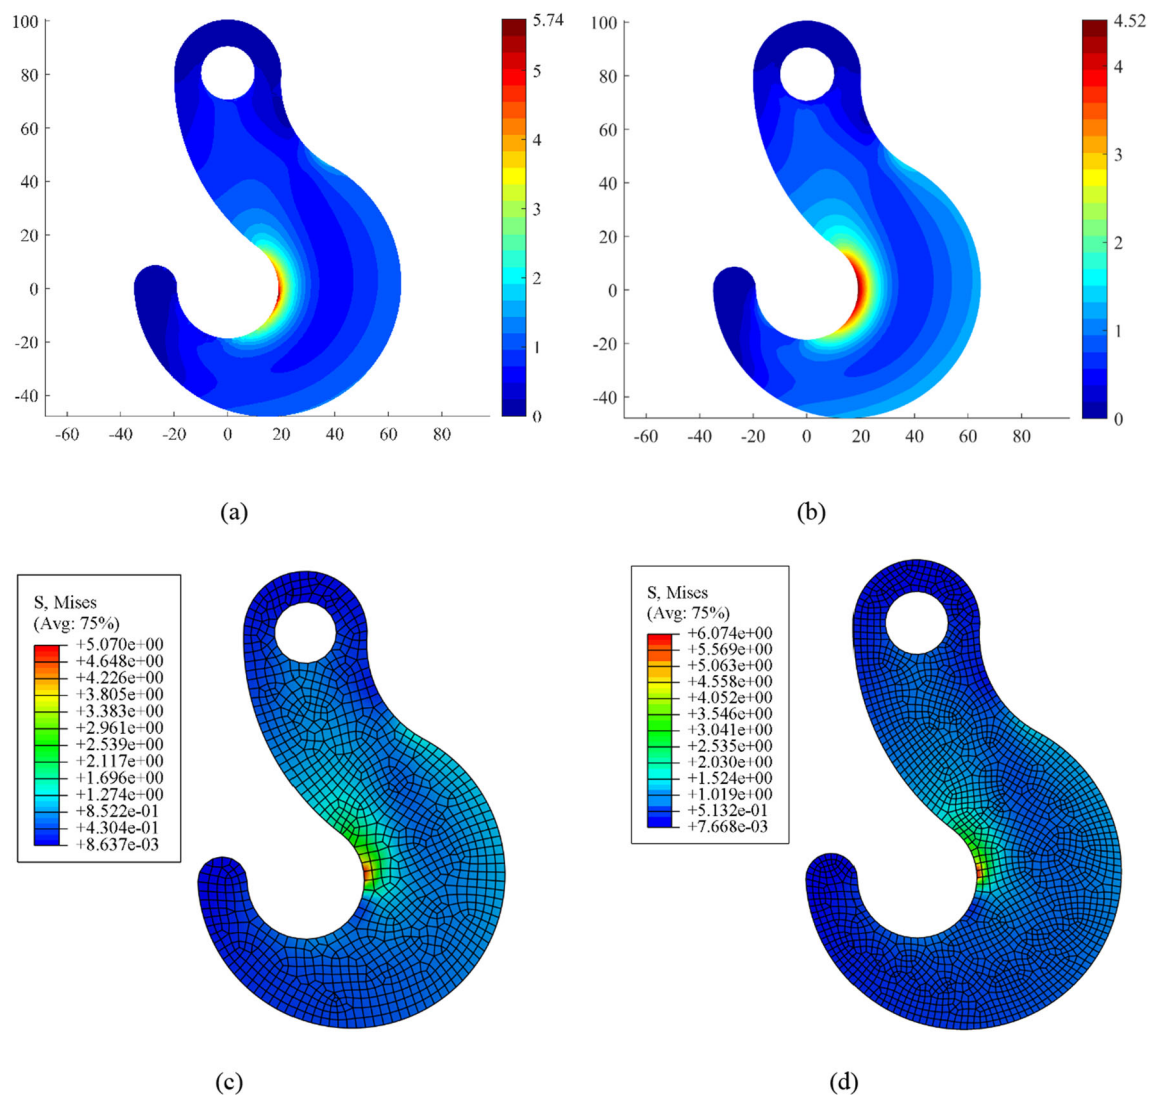 100
80
60
40
20
0
-20
-40
-60
-40
-20
0
20
40
60
80
5.74
5
4
3
2
1
0
(a)
100
80
60
40
20
0
-20
-40
-60
-40
-20
0
20
40
60
80
4.52
4
3
2
1
0
(b)
S, Mises
(Avg: 75%)
+5.070e+00
+4.648e+00
+4.226e+00
+3.805e+00
+3.383e+00
+2.961e+00
+2.539e+00
+2.117e+00
+1.696e+00
+1.274e+00
+8.522e-01
+4.304e-01
+8.637e-03
(c)
S, Mises
(Avg: 75%)
+6.074e+00
+5.569e+00
+5.063e+00
+4.558e+00
+4.052e+00
+3.546e+00
+3.041e+00
+2.535e+00
+2.030e+00
+1.524e+00
+1.019e+00
+5.132e-01
+7.668e-03
(d)